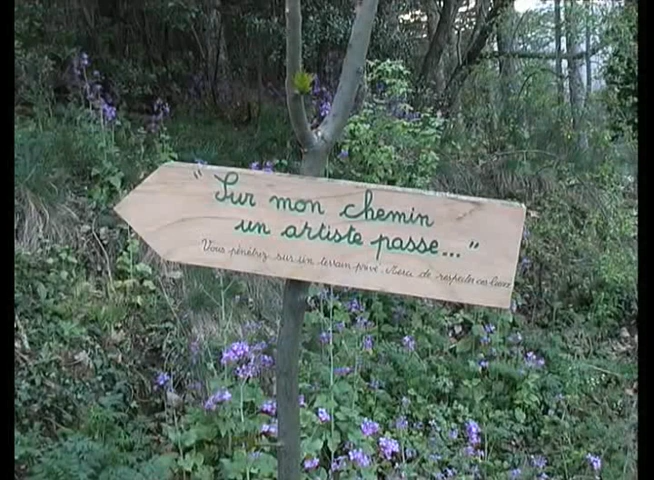 "Sur mon chemin
un artiste passe..."
Vous pénétrez sur un terrain privé. Merci de respecter ces lieux